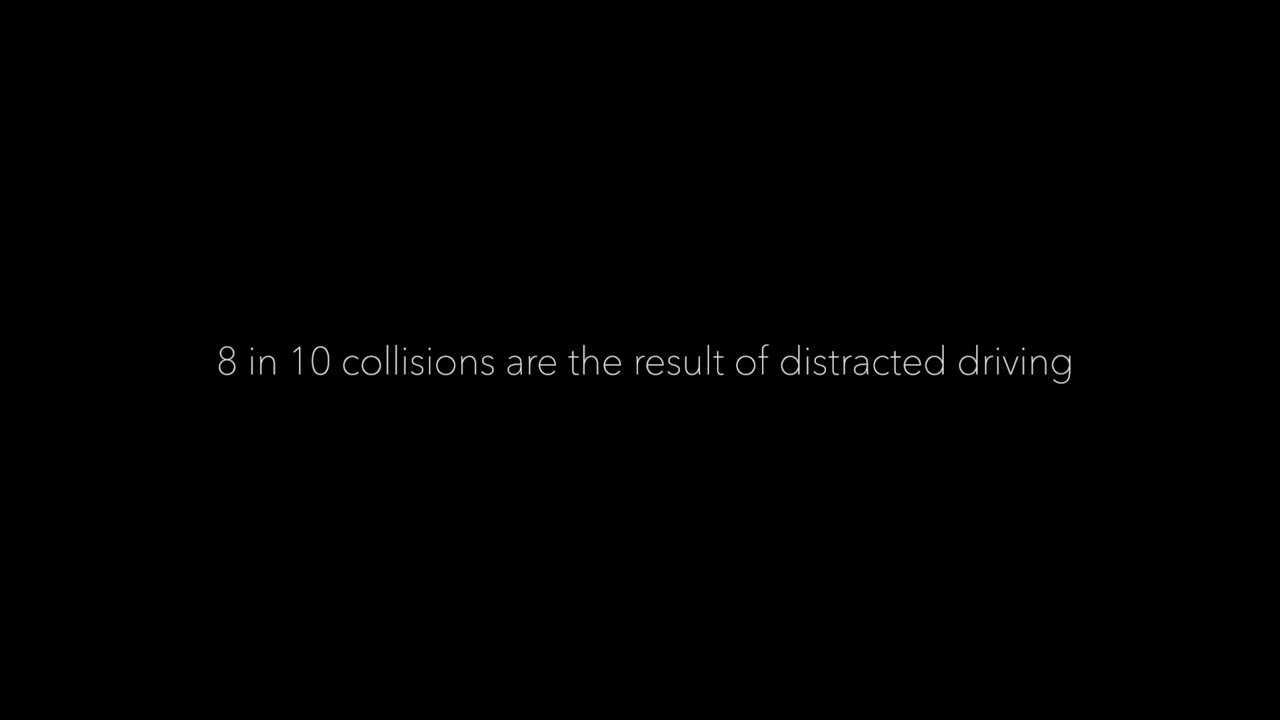 8 in 10 collisions are the result of distracted driving